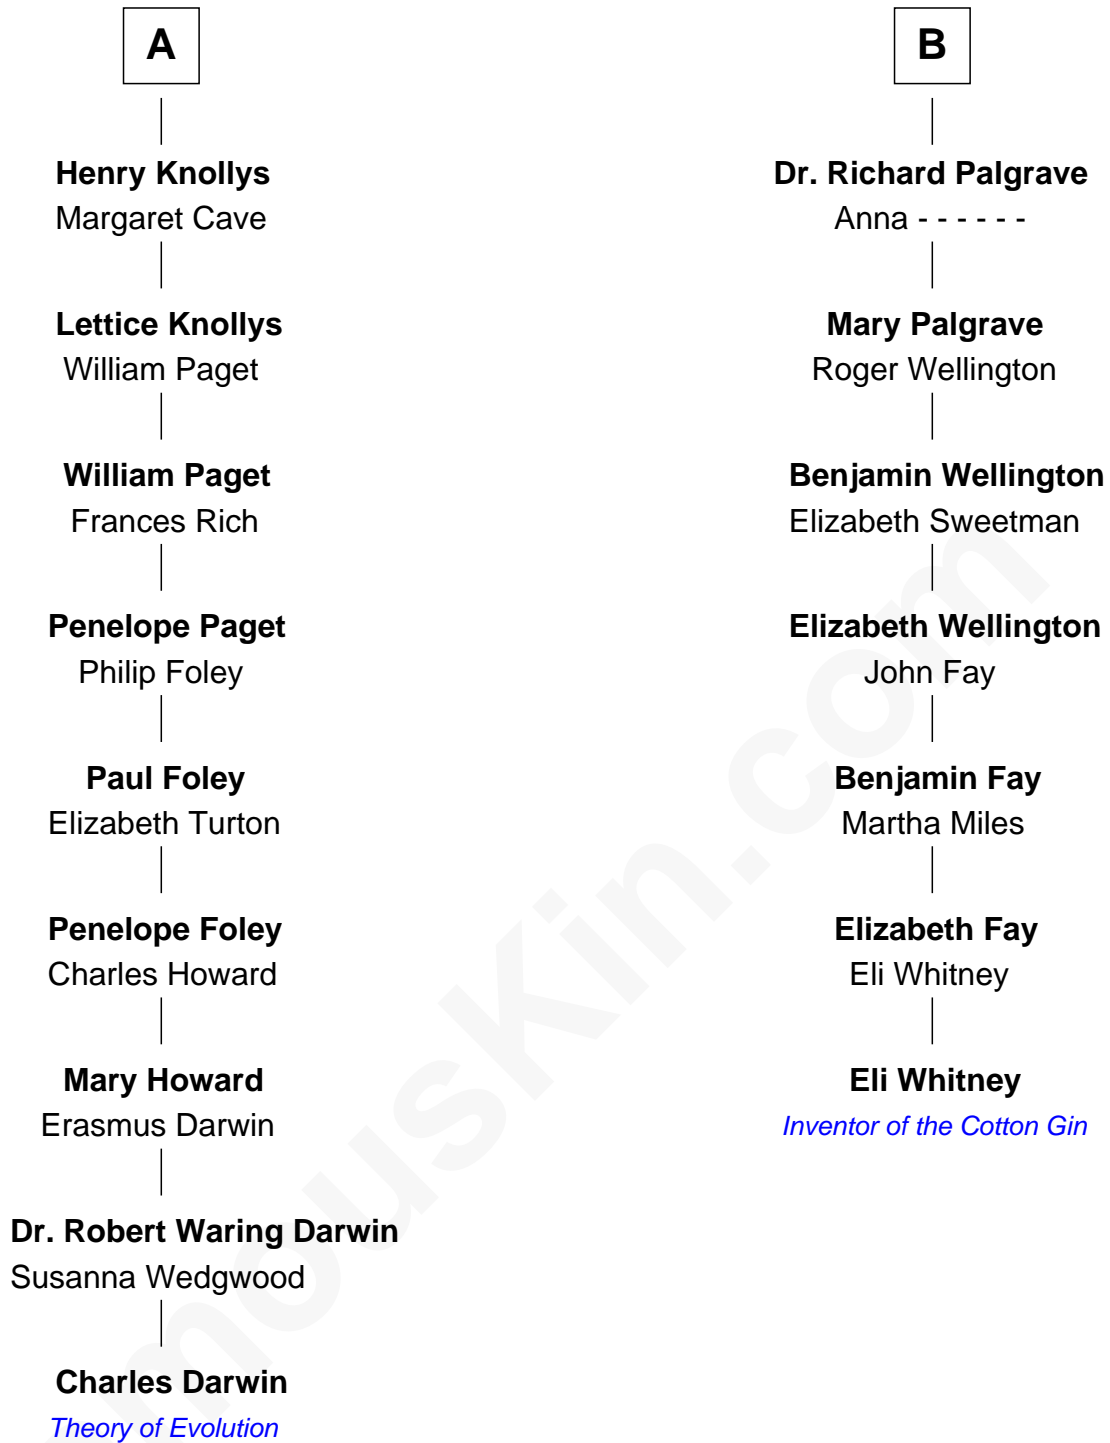 A
Henry Knollys
Margaret Cave
Lettice Knollys
William Paget
William Paget
Frances Rich
Penelope Paget
Philip Foley
Paul Foley
Elizabeth Turton
Penelope Foley
Charles Howard
Mary Howard
Erasmus Darwin
Dr. Robert Waring Darwin
Susanna Wedgwood
Charles Darwin
Theory of Evolution
B
Dr. Richard Palgrave
Anna - - - - - -
Mary Palgrave
Roger Wellington
Benjamin Wellington
Elizabeth Sweetman
Elizabeth Wellington
John Fay
Benjamin Fay
Martha Miles
Elizabeth Fay
Eli Whitney
Eli Whitney
Inventor of the Cotton Gin
mouskin.com